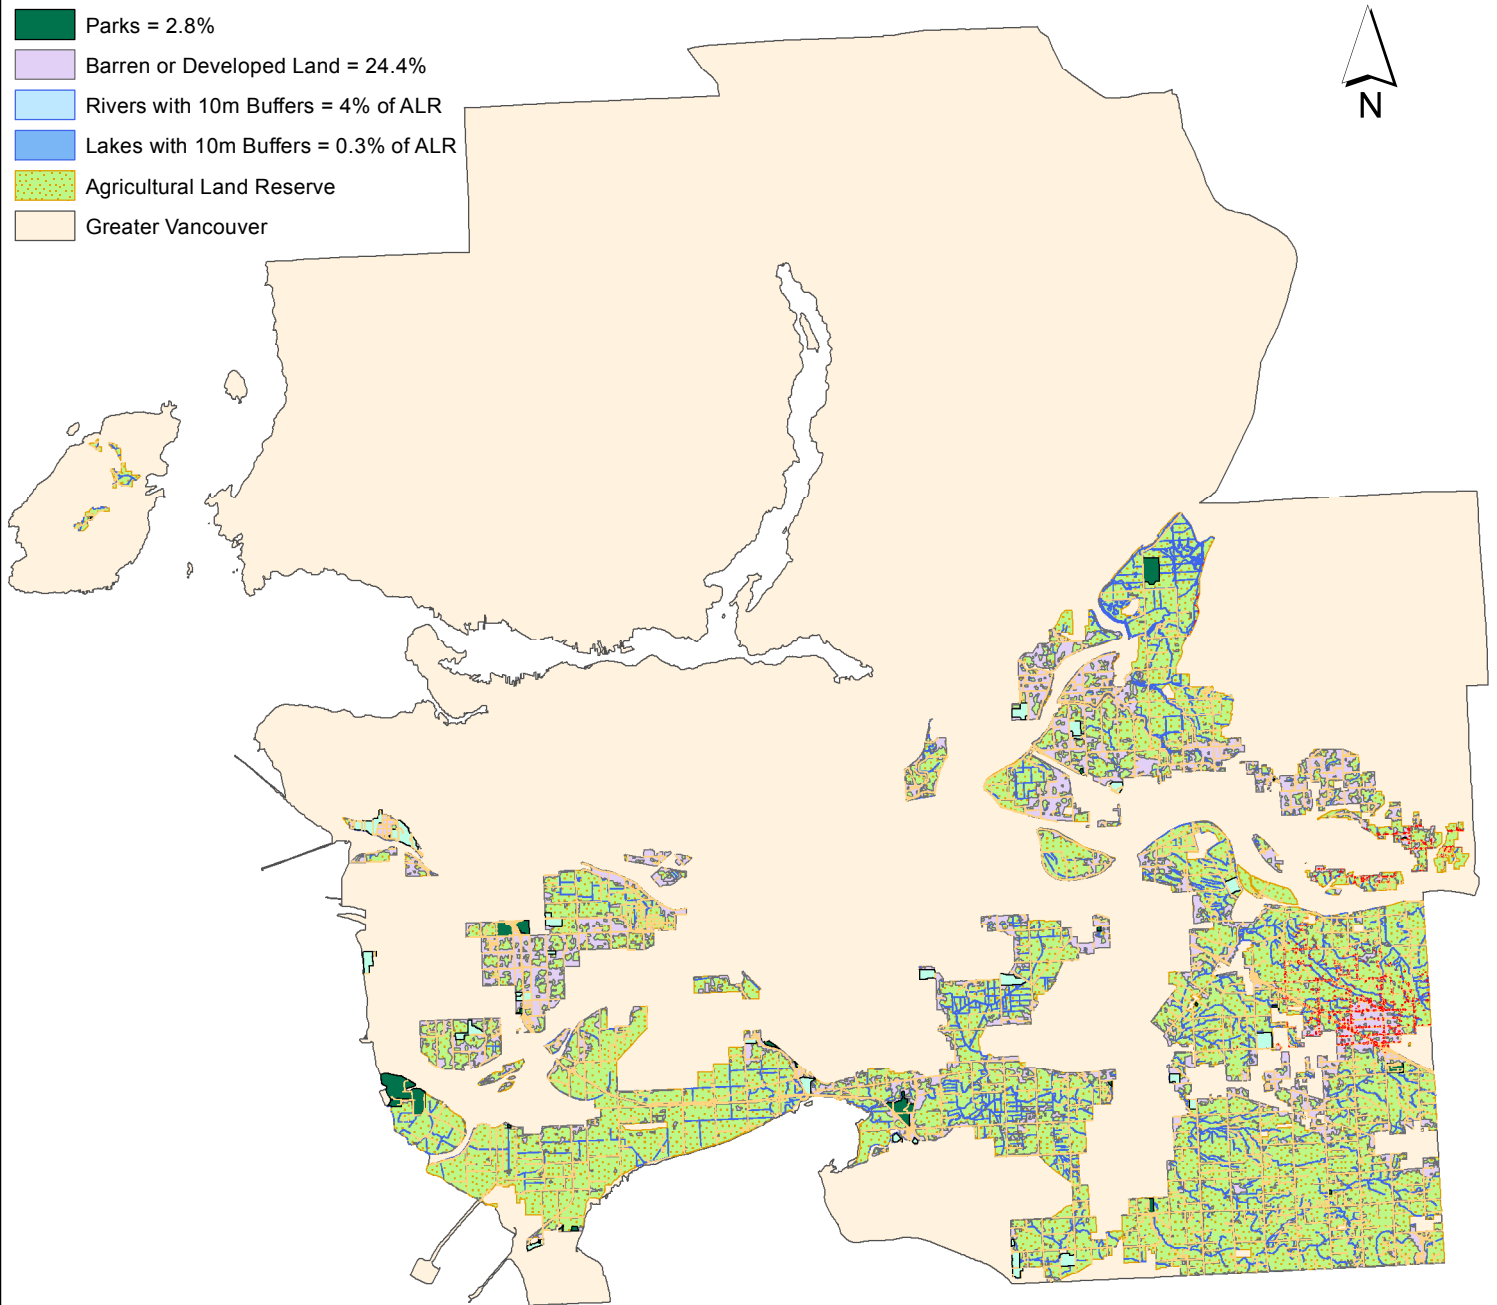 Parks = 2.8%
Barren or Developed Land = 24.4%
Rivers with 10m Buffers = 4% of ALR
Lakes with 10m Buffers = 0.3% of ALR
Agricultural Land Reserve
Greater Vancouver
N